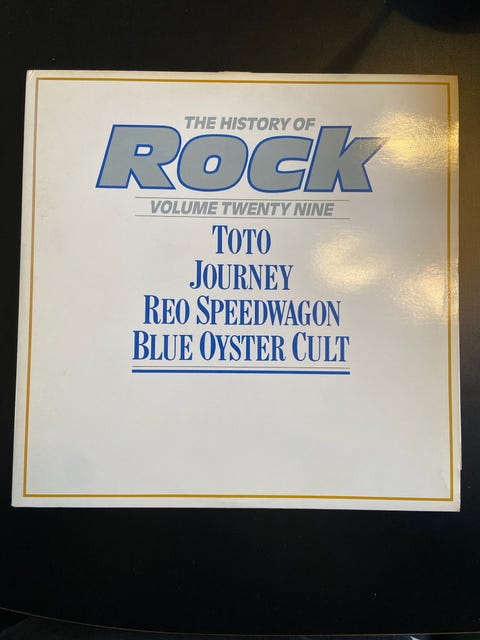 THE HISTORY OF
ROCK
VOLUME TWENTY NINE
TOTO
JOURNEY
REO SPEEDWAGON
BLUE OYSTER CULT